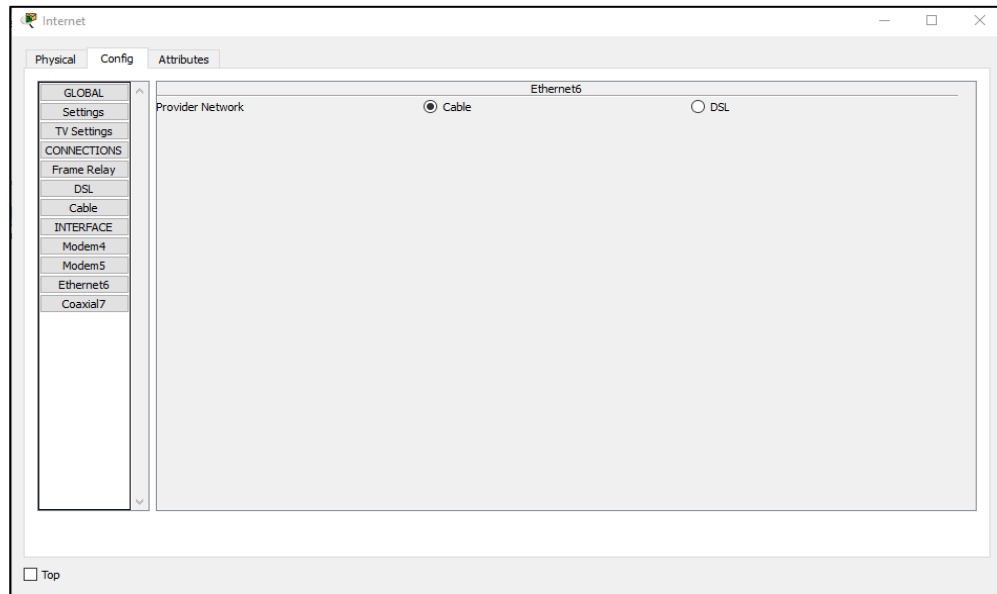 Internet
Physical Config Attributes
GLOBAL
Settings
TV Settings
CONNECTIONS
Frame Relay
DSL
Cable
INTERFACE
Modem4
Modem5
Ethernet6
Coaxial7
Ethernet6
Provider Network Cable DSL
Top